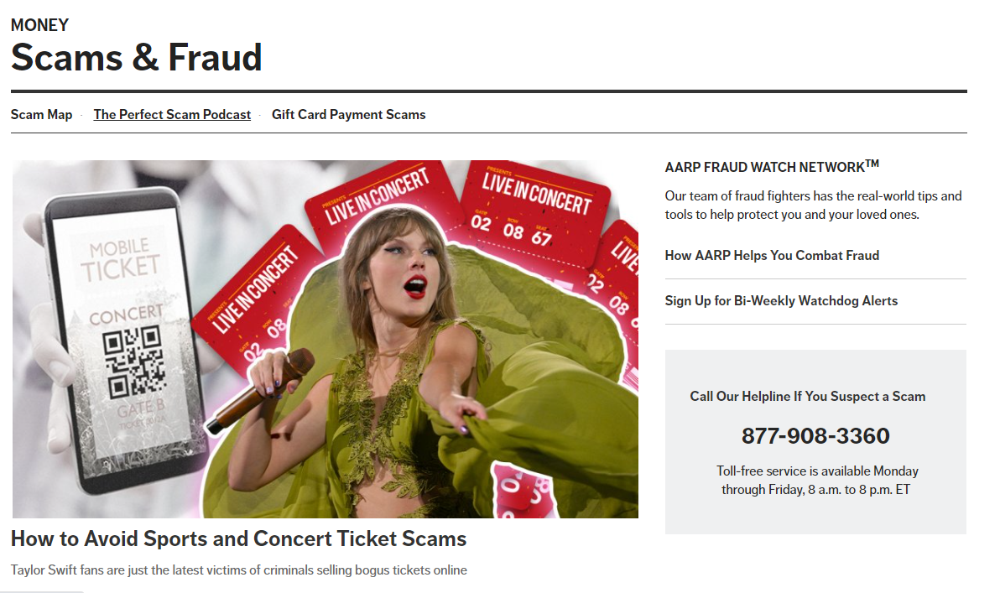 MONEY
Scams & Fraud
Scam Map · The Perfect Scam Podcast · Gift Card Payment Scams
MOBILE
TICKET
CONCERT
GATE B
PRESENTS
LIVE IN CONCERT
02 08
PRESENTS
LIVE IN CONCERT
PRESENTS
LIVE IN CONCERT
GATE ROW SEAT
02 08 67
LIVE
02 08
How to Avoid Sports and Concert Ticket Scams
Taylor Swift fans are just the latest victims of criminals selling bogus tickets online
AARP FRAUD WATCH NETWORK™
Our team of fraud fighters has the real-world tips and
tools to help protect you and your loved ones.
How AARP Helps You Combat Fraud
Sign Up for Bi-Weekly Watchdog Alerts
Call Our Helpline If You Suspect a Scam
877-908-3360
Toll-free service is available Monday
through Friday, 8 a.m. to 8 p.m. ET